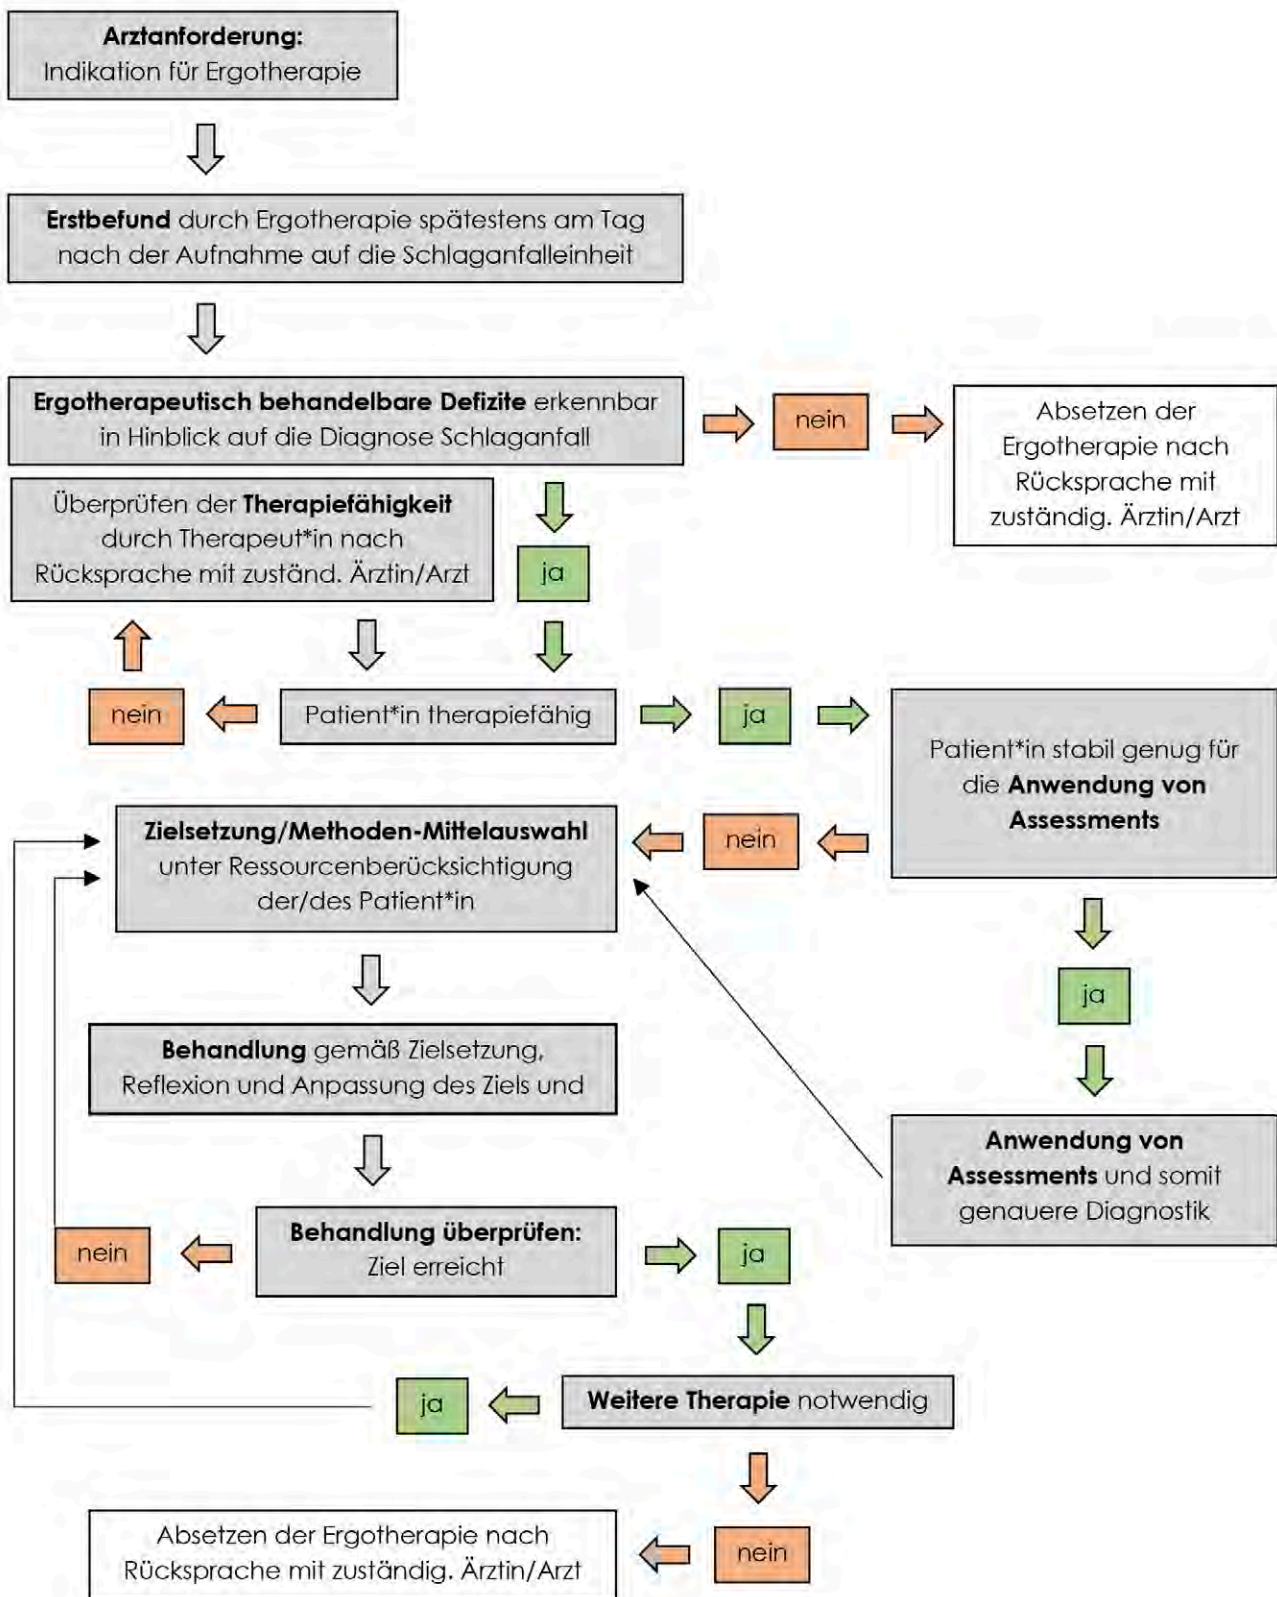 Arztanforderung:
Indikation für Ergotherapie
Erstbefund durch Ergotherapie spätestens am Tag
nach der Aufnahme auf die Schlaganfalleinheit
Ergotherapeutisch behandelbare Defizite erkennbar
in Hinblick auf die Diagnose Schlaganfall
nein
Absetzen der
Ergotherapie nach
Rücksprache mit
zuständig. Ärztin/Arzt
Überprüfen der Therapiefähigkeit
durch Therapeut*in nach
Rücksprache mit zuständ. Ärztin/Arzt
ja
nein
Patient*in therapiefähig
ja
Patient*in stabil genug für
die Anwendung von
Assessments
nein
Zielsetzung/Methoden-Mittelauswahl
unter Ressourcenberücksichtigung
der/des Patient*in
ja
Behandlung gemäß Zielsetzung,
Reflexion und Anpassung des Ziels und
Anwendung von
Assessments und somit
genauere Diagnostik
nein
Behandlung überprüfen:
Ziel erreicht
ja
ja
Weitere Therapie notwendig
Absetzen der Ergotherapie nach
Rücksprache mit zuständig. Ärztin/Arzt
nein